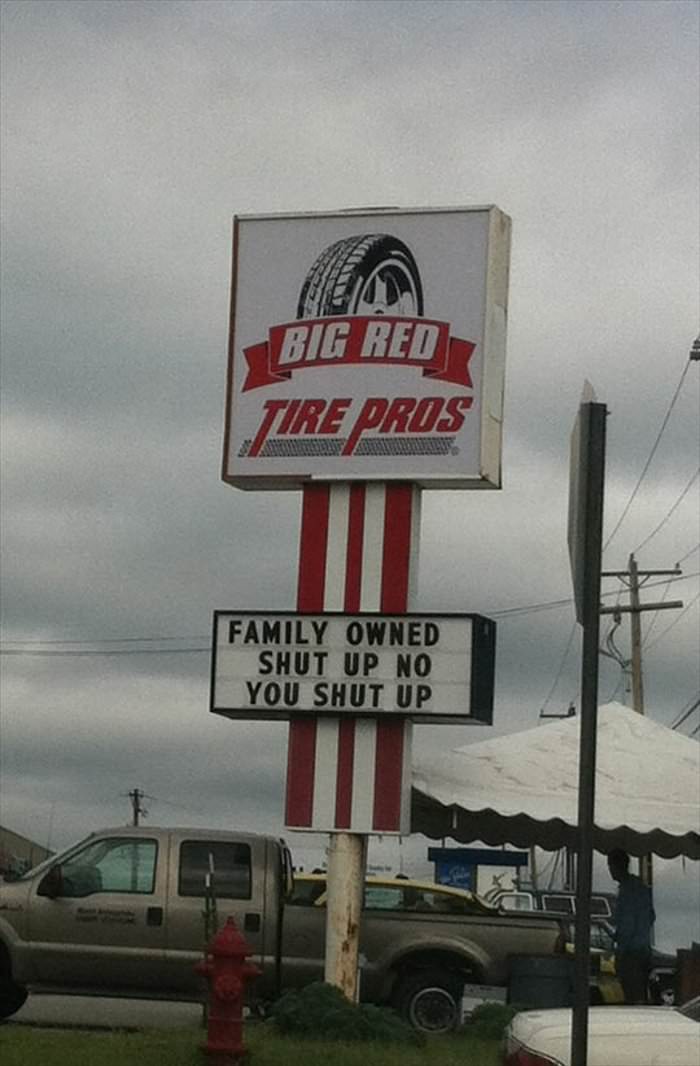 BIG RED
TIRE PROS
FAMILY OWNED
SHUT UP NO
YOU SHUT UP